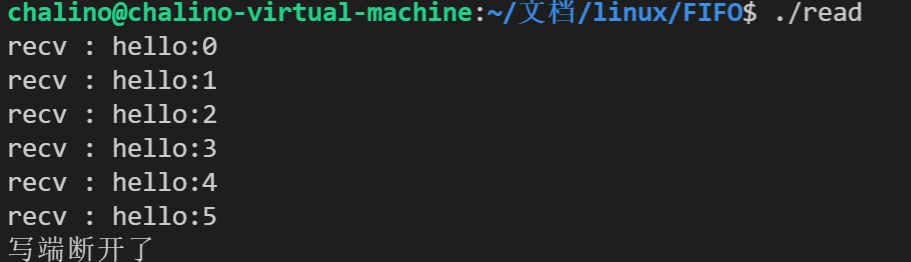 chalino@chalino-virtual-machine:~/文档/linux/FIFO$ ./read
recv : hello:0
recv : hello:1
recv : hello:2
recv : hello:3
recv : hello:4
recv : hello:5
写端断开了